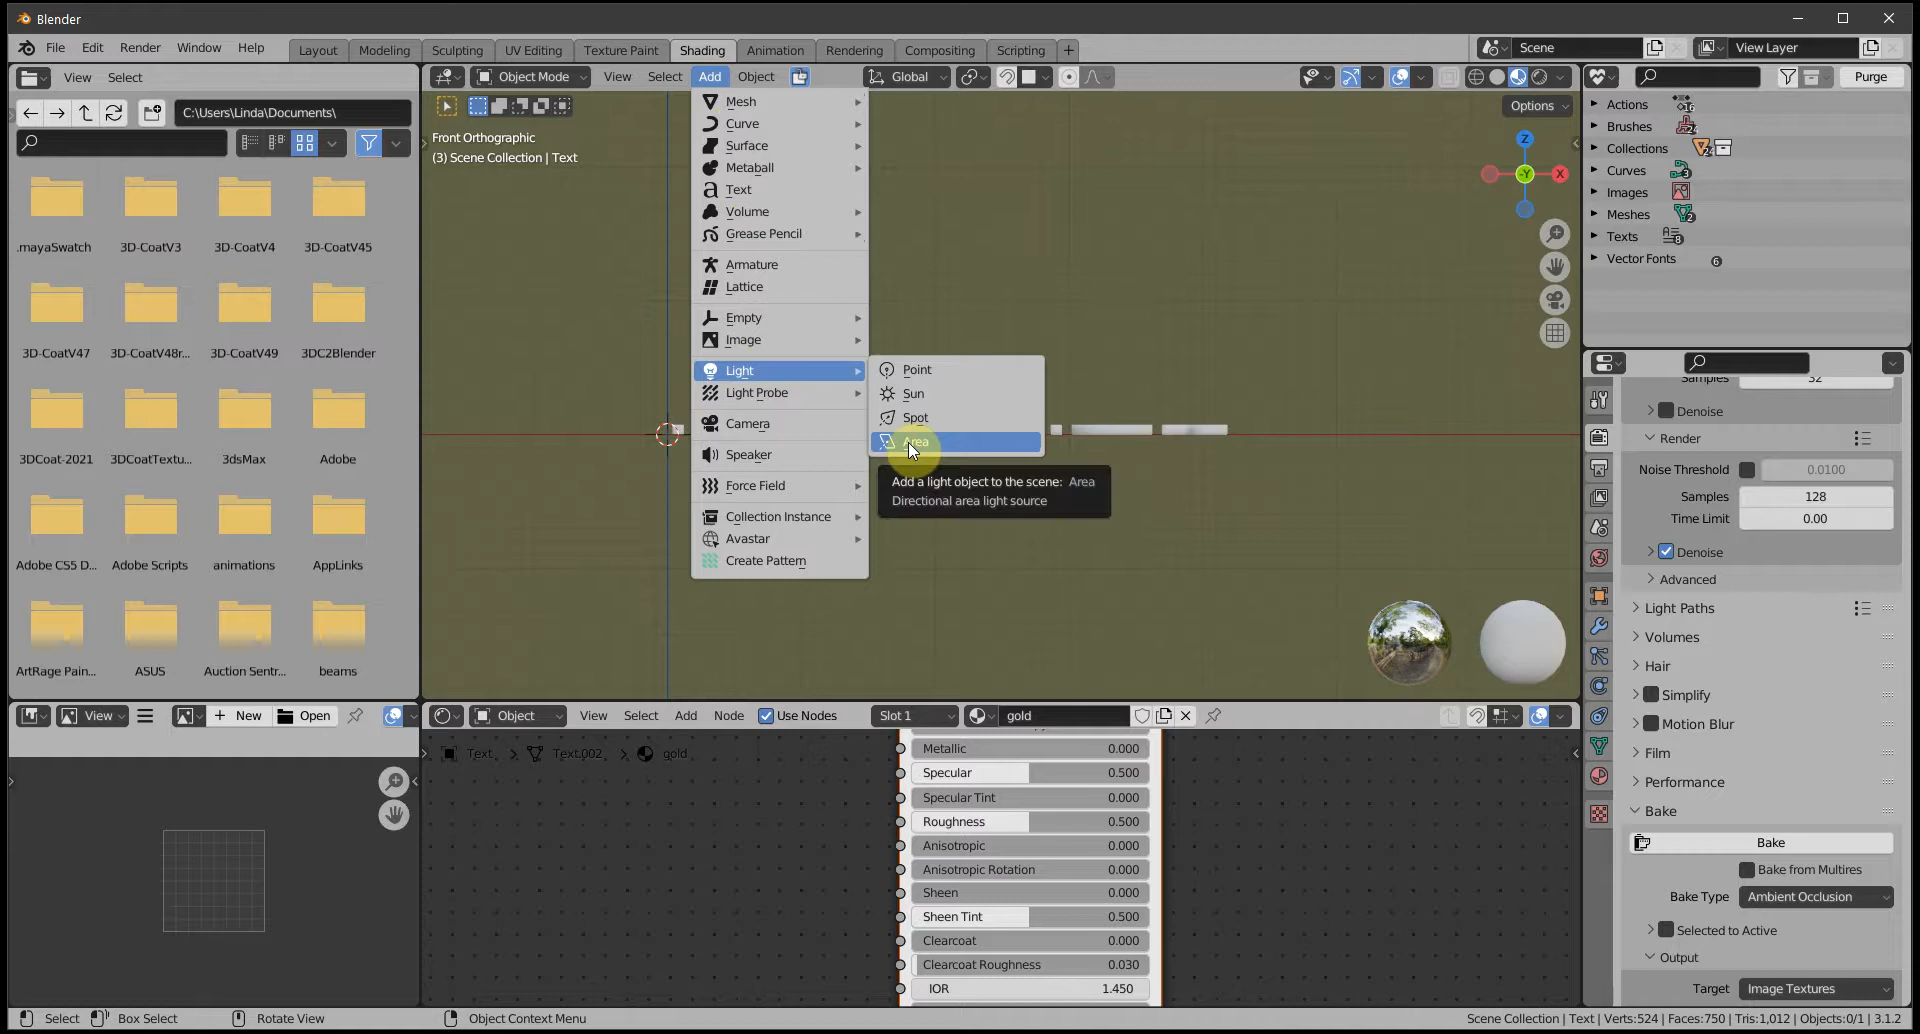 Blender
File Edit Render Window Help
Layout Modeling Sculpting UV Editing Texture Paint Shading Animation Rendering Compositing Scripting
Scene
View Layer
View Select
Object Mode View Select Add Object
Global
Purge
C:\Users\Linda\Documents\
Options
Front Orthographic
(3) Scene Collection | Text
Z
-Y
X
.mayaSwatch 3D-CoatV3 3D-CoatV4 3D-CoatV45
3D-CoatV47 3D-CoatV48r... 3D-CoatV49 3DC2Blender
3DCoat-2021 3DCoatTextu... 3dsMax Adobe
Adobe CS5 D... Adobe Scripts animations AppLinks
ArtRage Pain... ASUS Auction Sentr... beams
Mesh
Curve
Surface
Metaball
Text
Volume
Grease Pencil
Armature
Lattice
Empty
Image
Light
Light Probe
Camera
Speaker
Force Field
Collection Instance
Avastar
Create Pattern
Point
Sun
Spot
Area
Add a light object to the scene: Area
Directional area light source
Actions 16
Brushes
Collections
Curves 3
Images
Meshes 2
Texts 8
Vector Fonts 6
Samples 32
Denoise
Render
Noise Threshold 0.0100
Samples 128
Time Limit 0.00
Denoise
Advanced
Light Paths
Volumes
Hair
Simplify
Motion Blur
Film
Performance
Bake
Bake
Bake from Multires
Bake Type Ambient Occlusion
Selected to Active
Output
Target Image Textures
View New Open
Object View Select Add Node Use Nodes Slot 1 gold
Text Text.002 gold
Metallic 0.000
Specular 0.500
Specular Tint 0.000
Roughness 0.500
Anisotropic 0.000
Anisotropic Rotation 0.000
Sheen 0.000
Sheen Tint 0.500
Clearcoat 0.000
Clearcoat Roughness 0.030
IOR 1.450
Select Box Select Rotate View Object Context Menu
Scene Collection | Text | Verts:524 | Faces:750 | Tris:1,012 | Objects:0/1 | 3.1.2